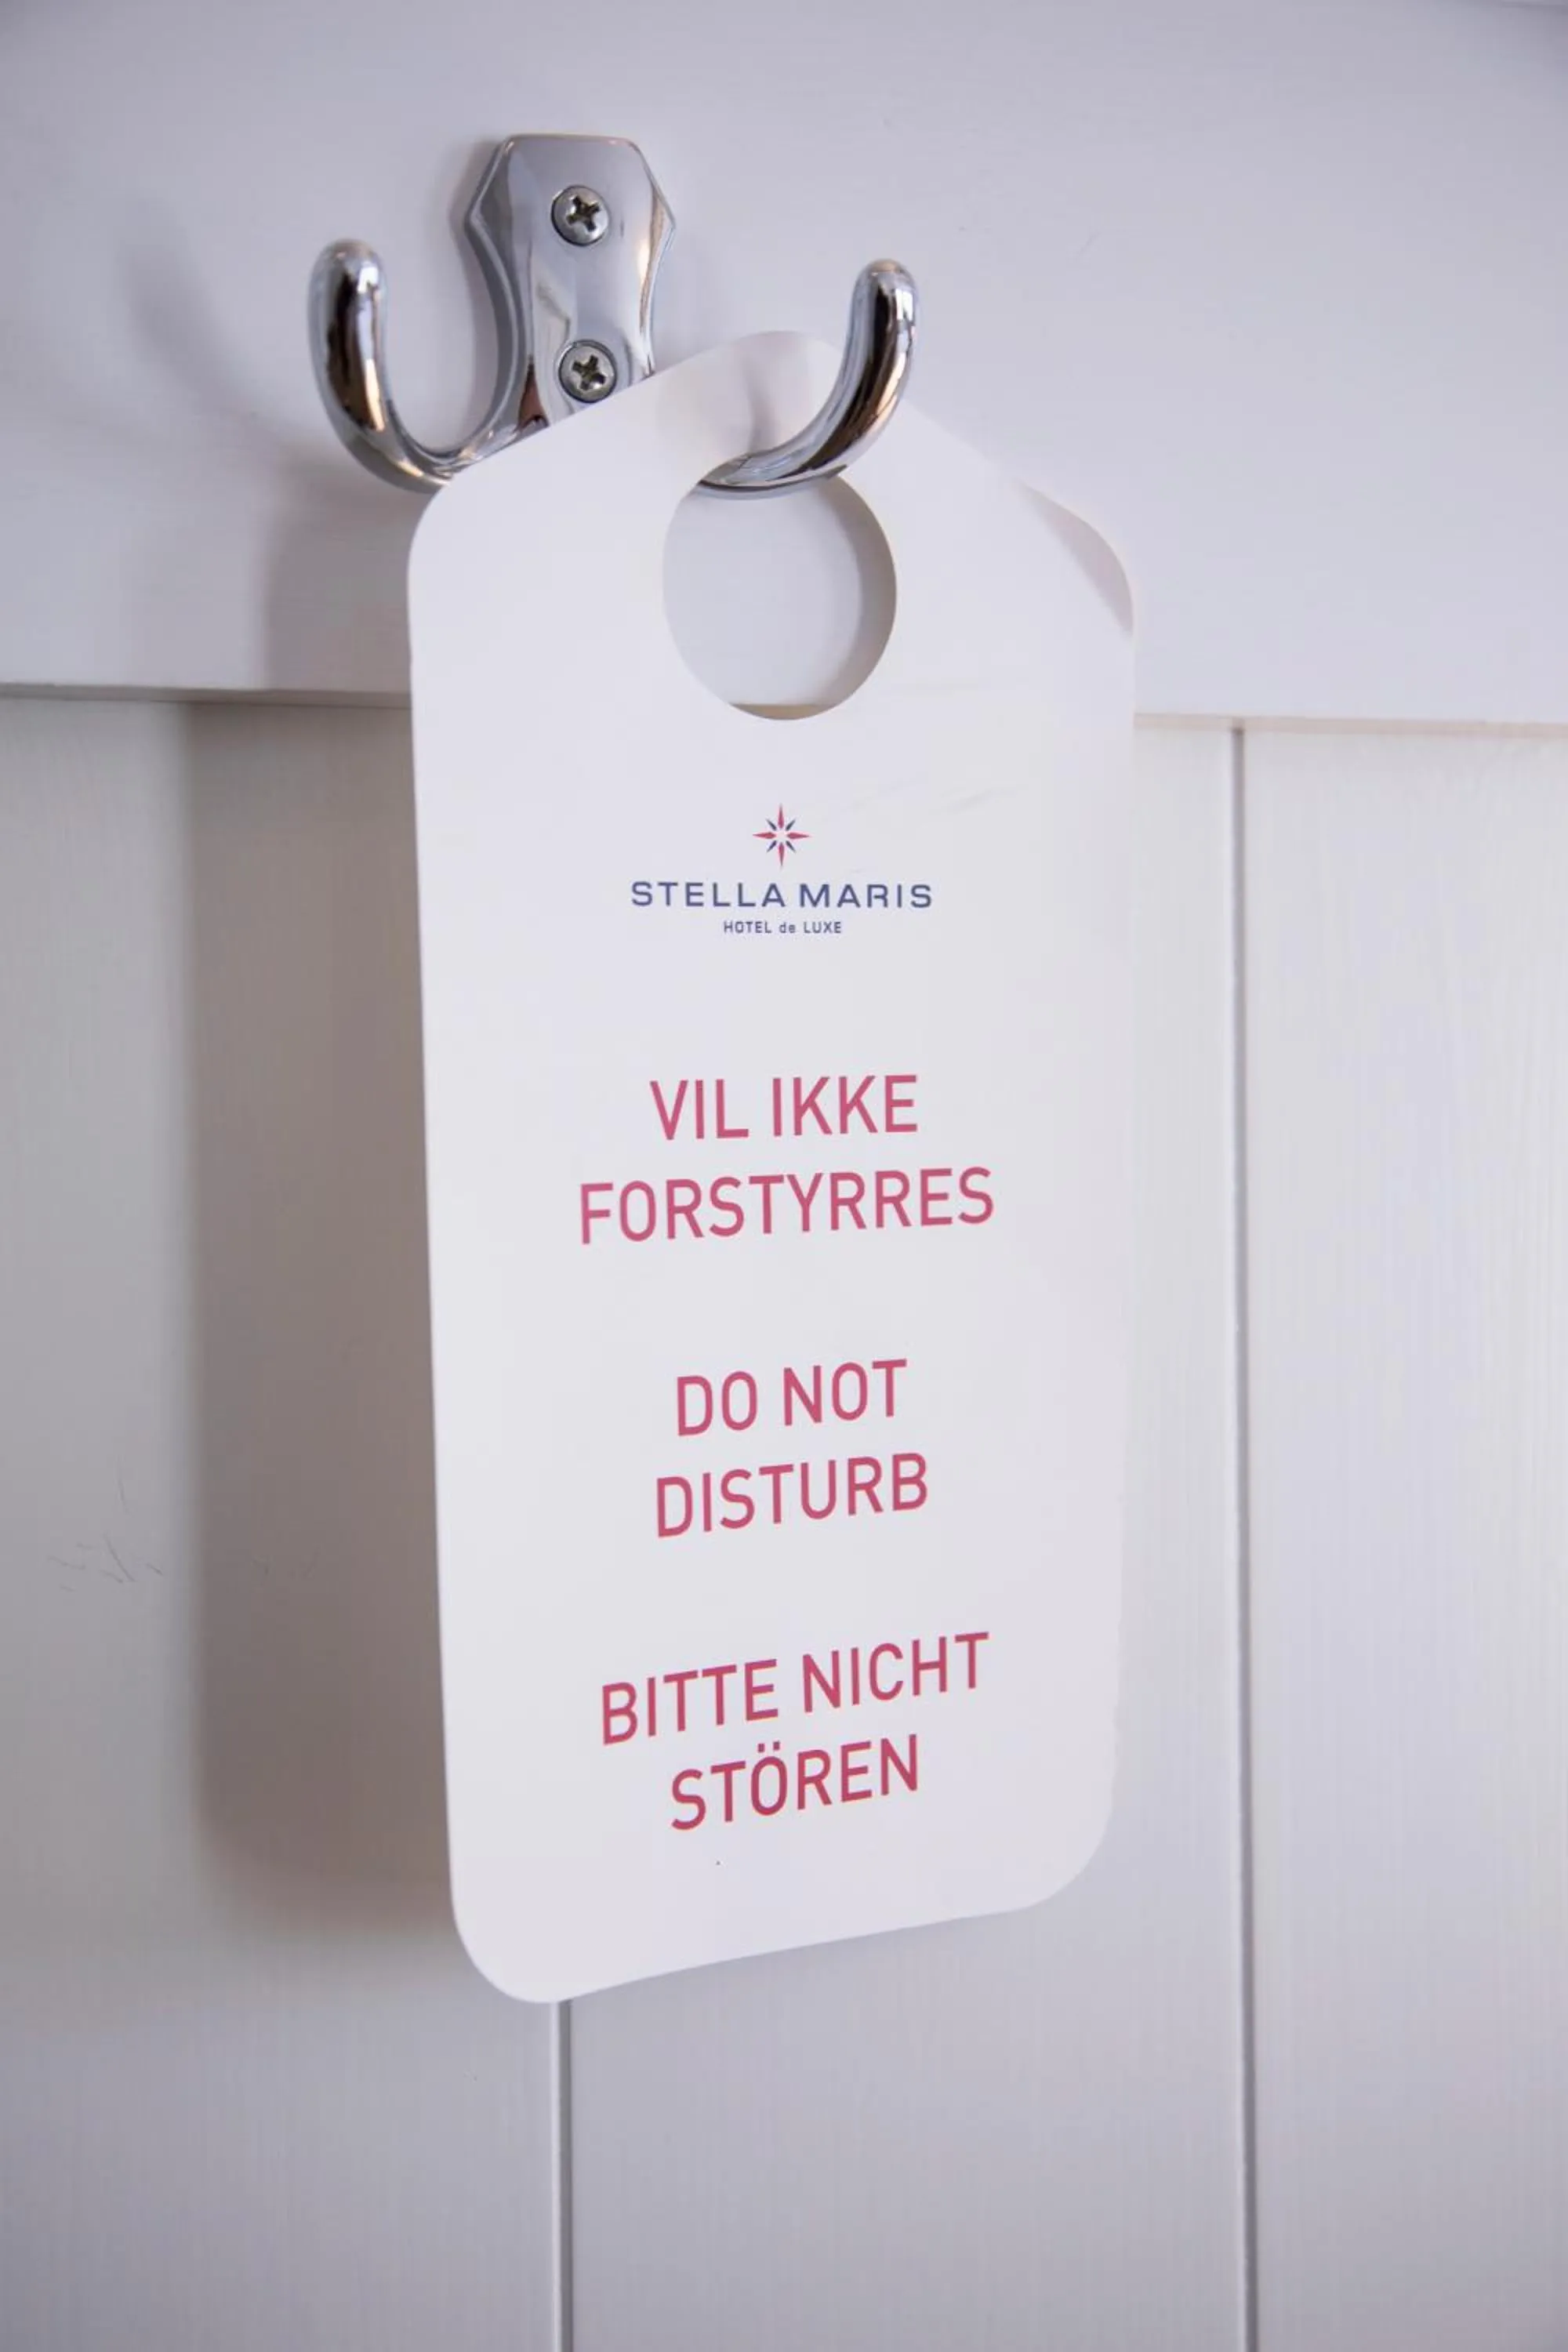 STELLA MARIS
HOTEL de LUXE
VIL IKKE
FORSTYRRES
DO NOT
DISTURB
BITTE NICHT
STÖREN